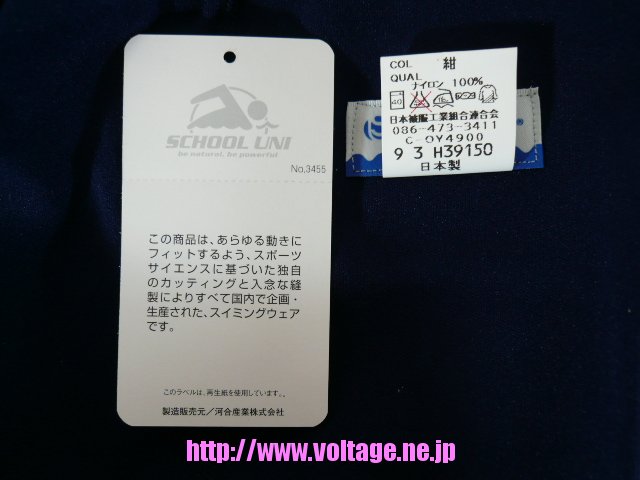 SCHOOL UNI
be natural. be powerful
No.3455
この商品は、あらゆる動きに
フィットするよう、スポーツ
サイエンスに基づいた独自
のカッティングと入念な縫
製によりすべて国内で企画・
生産された、スイミングウェア
です。
このラベルは、再生紙を使用しています。
製造販売元／河合産業株式会社
COL 紺
QUAL
ナイロン 100%
日本被服工業組合連合会
086-473-3411
C-OY4900
93 H39150
日本製
http://www.voltage.ne.jp